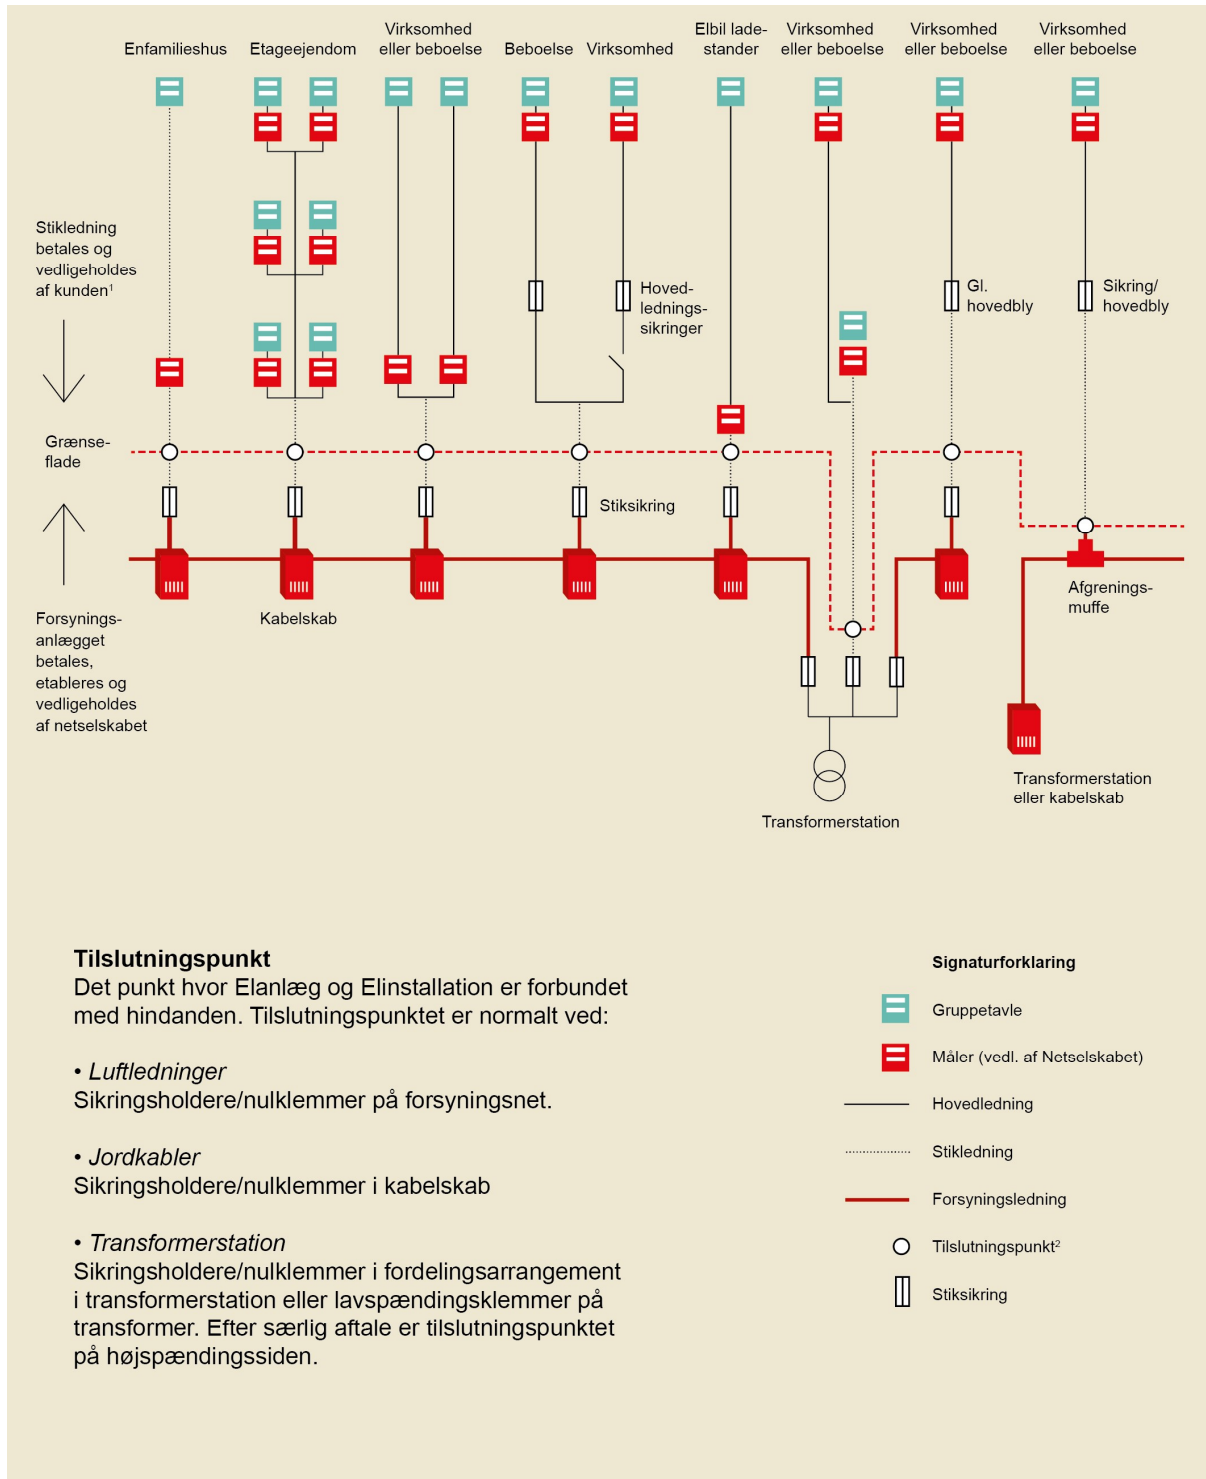 Enfamilieshus
Etageejendom
Virksomhed
eller beboelse
Beboelse
Virksomhed
Elbil lade-
stander
Virksomhed
eller beboelse
Virksomhed
eller beboelse
Virksomhed
eller beboelse
Stikledning
betales og
vedligeholdes
af kunden¹
Hoved-
lednings-
sikringer
Gl.
hovedbly
Sikring/
hovedbly
Grænse-
flade
Stiksikring
Kabelskab
Afgrenings-
muffe
Forsynings-
anlægget
betales,
etableres og
vedligeholdes
af netselskabet
Transformerstation
Transformerstation
eller kabelskab
Tilslutningspunkt
Det punkt hvor Elanlæg og Elinstallation er forbundet
med hindanden. Tilslutningspunktet er normalt ved:
• Luftledninger
Sikringsholdere/nulklemmer på forsyningsnet.
• Jordkabler
Sikringsholdere/nulklemmer i kabelskab
• Transformerstation
Sikringsholdere/nulklemmer i fordelingsarrangement
i transformerstation eller lavspændingsklemmer på
transformer. Efter særlig aftale er tilslutningspunktet
på højspændingssiden.
Signaturforklaring
Gruppetavle
Måler (vedl. af Netselskabet)
Hovedledning
Stikledning
Forsyningsledning
Tilslutningspunkt²
Stiksikring